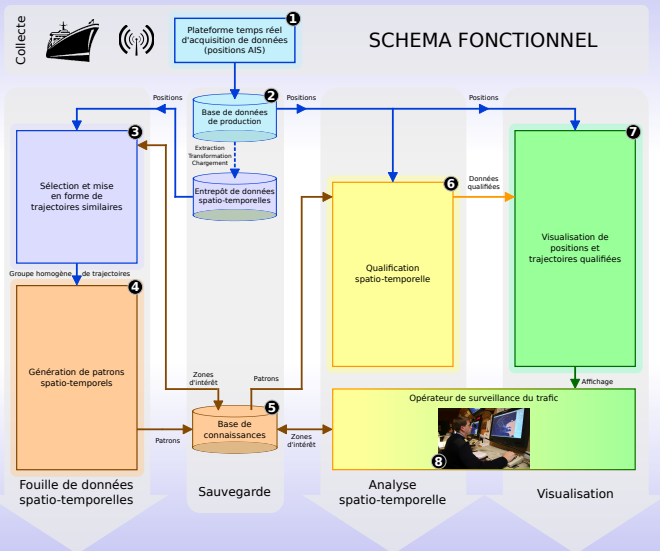 Collecte
SCHEMA FONCTIONNEL
1
Plateforme temps réel
d'acquisition de données
(positions AIS)
Positions
2
Base de données
de production
Positions
Positions
Extraction
Transformation
Chargement
Entrepôt de données
spatio-temporelles
3
Sélection et mise
en forme de
trajectoires similaires
Groupe homogène de trajectoires
4
Génération de patrons
spatio-temporels
Patrons
Zones
d'intérêt
Patrons
5
Base de
connaissances
Zones
d'intérêt
6
Qualification
spatio-temporelle
Données
qualifiées
7
Visualisation de
positions et
trajectoires qualifiées
Affichage
Opérateur de surveillance du trafic
8
Fouille de données
spatio-temporelles
Sauvegarde
Analyse
spatio-temporelle
Visualisation